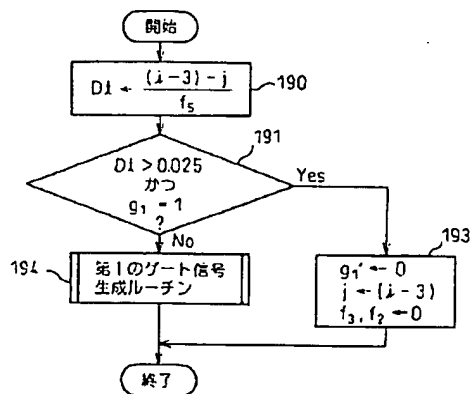 開始
Dl ← (i-3) - j / fs
190
191
Dl > 0.025
かつ
g1 = 1
?
Yes
No
193
194
第1のゲート信号
生成ルーチン
g1' ← 0
j ← (i-3)
f3, f2 ← 0
終了